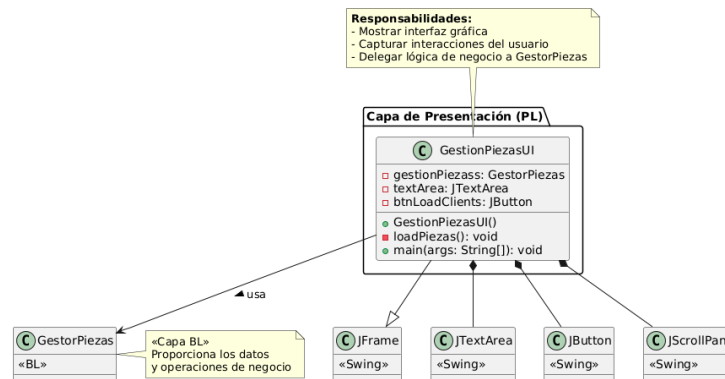 Responsabilidades:
- Mostrar interfaz gráfica
- Capturar interacciones del usuario
- Delegar lógica de negocio a GestorPiezas
Capa de Presentación (PL)
C GestionPiezasUI
gestionPiezass: GestorPiezas
textArea: JTextArea
btnLoadClients: JButton
GestionPiezasUI()
loadPiezas(): void
main(args: String[]): void
usa
C GestorPiezas
«BL»
«Capa BL»
Proporciona los datos
y operaciones de negocio
C JFrame
«Swing»
C JTextArea
«Swing»
C JButton
«Swing»
C JScrollPan
«Swing»